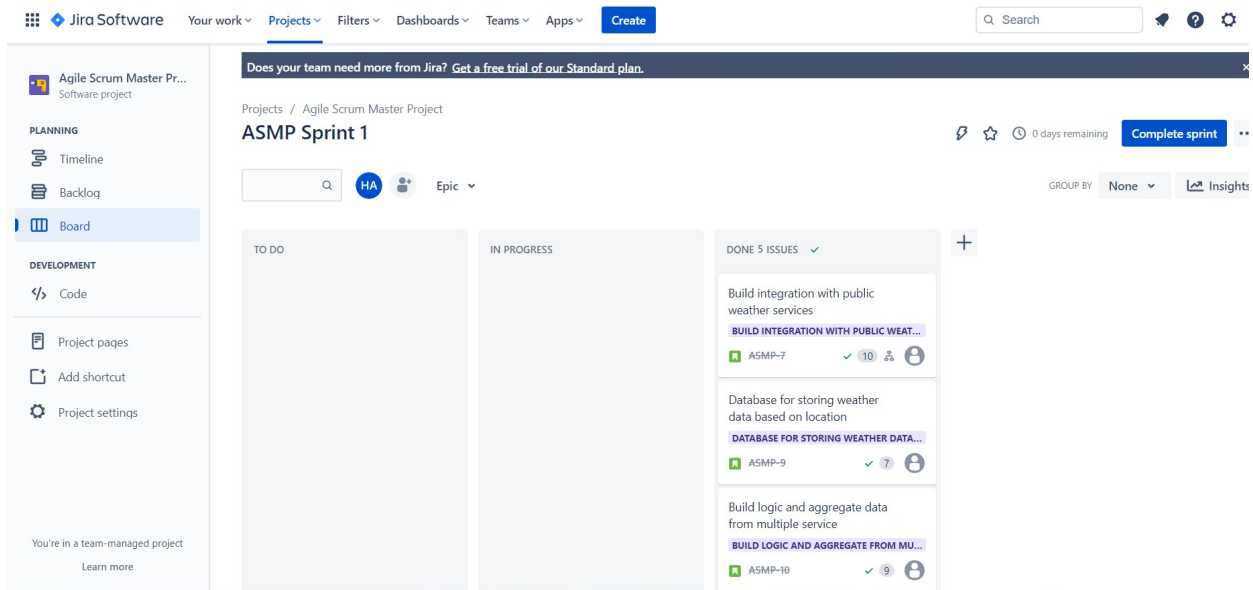 Jira Software
Your work
Projects
Filters
Dashboards
Teams
Apps
Create
Search
Agile Scrum Master Pr...
Software project
PLANNING
Timeline
Backlog
Board
DEVELOPMENT
Code
Project pages
Add shortcut
Project settings
You're in a team-managed project
Learn more
Does your team need more from Jira? Get a free trial of our Standard plan.
Projects / Agile Scrum Master Project
ASMP Sprint 1
0 days remaining
Complete sprint
HA
Epic
GROUP BY
None
Insights
TO DO
IN PROGRESS
DONE 5 ISSUES
Build integration with public
weather services
BUILD INTEGRATION WITH PUBLIC WEAT...
ASMP-7
10
Database for storing weather
data based on location
DATABASE FOR STORING WEATHER DATA...
ASMP-9
7
Build logic and aggregate data
from multiple service
BUILD LOGIC AND AGGREGATE FROM MU...
ASMP-10
9